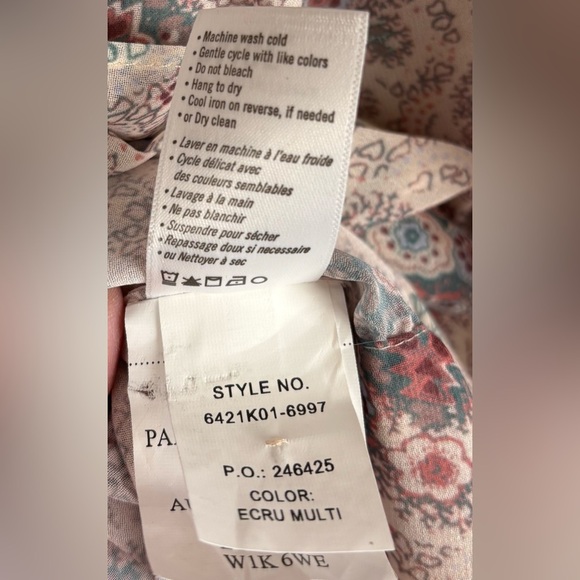 • Machine wash cold
• Gentle cycle with like colors
• Do not bleach
• Hang to dry
• Cool iron on reverse, if needed
• or Dry clean
• Laver en machine à l'eau froide
• Cycle délicat avec
des couleurs semblables
• Lavage à la main
• Ne pas blanchir
• Suspendre pour sécher
• Repassage doux si necessaire
• ou Nettoyer à sec
STYLE NO.
6421K01-6997
PA
P.O.: 246425
COLOR:
ECRU MULTI
W1K 6WE